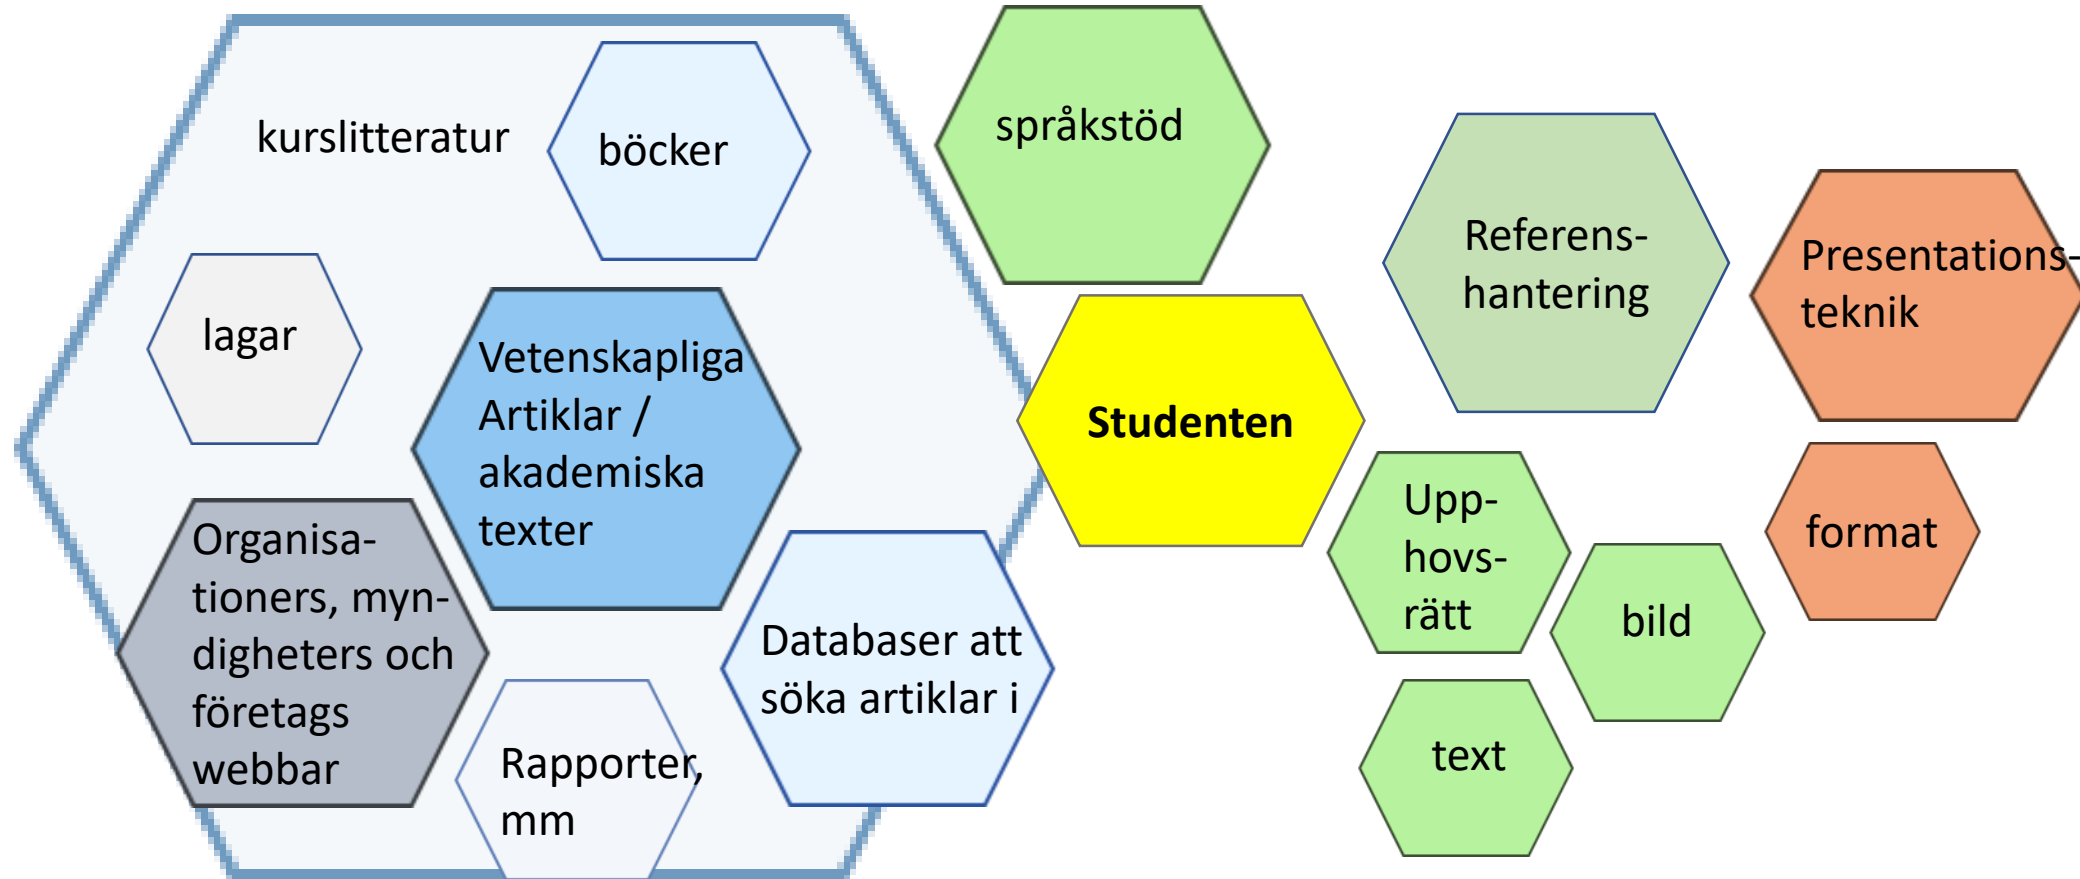 kurslitteratur
böcker
språkstöd
lagar
Vetenskapliga
Artiklar /
akademiska
texter
Organisa-
tioners, myn-
digheters och
företags
webbar
Rapporter,
mm
Databaser att
söka artiklar i
Studenten
Referens-
hantering
Presentations-
teknik
Upp-
hovs-
rätt
bild
format
text